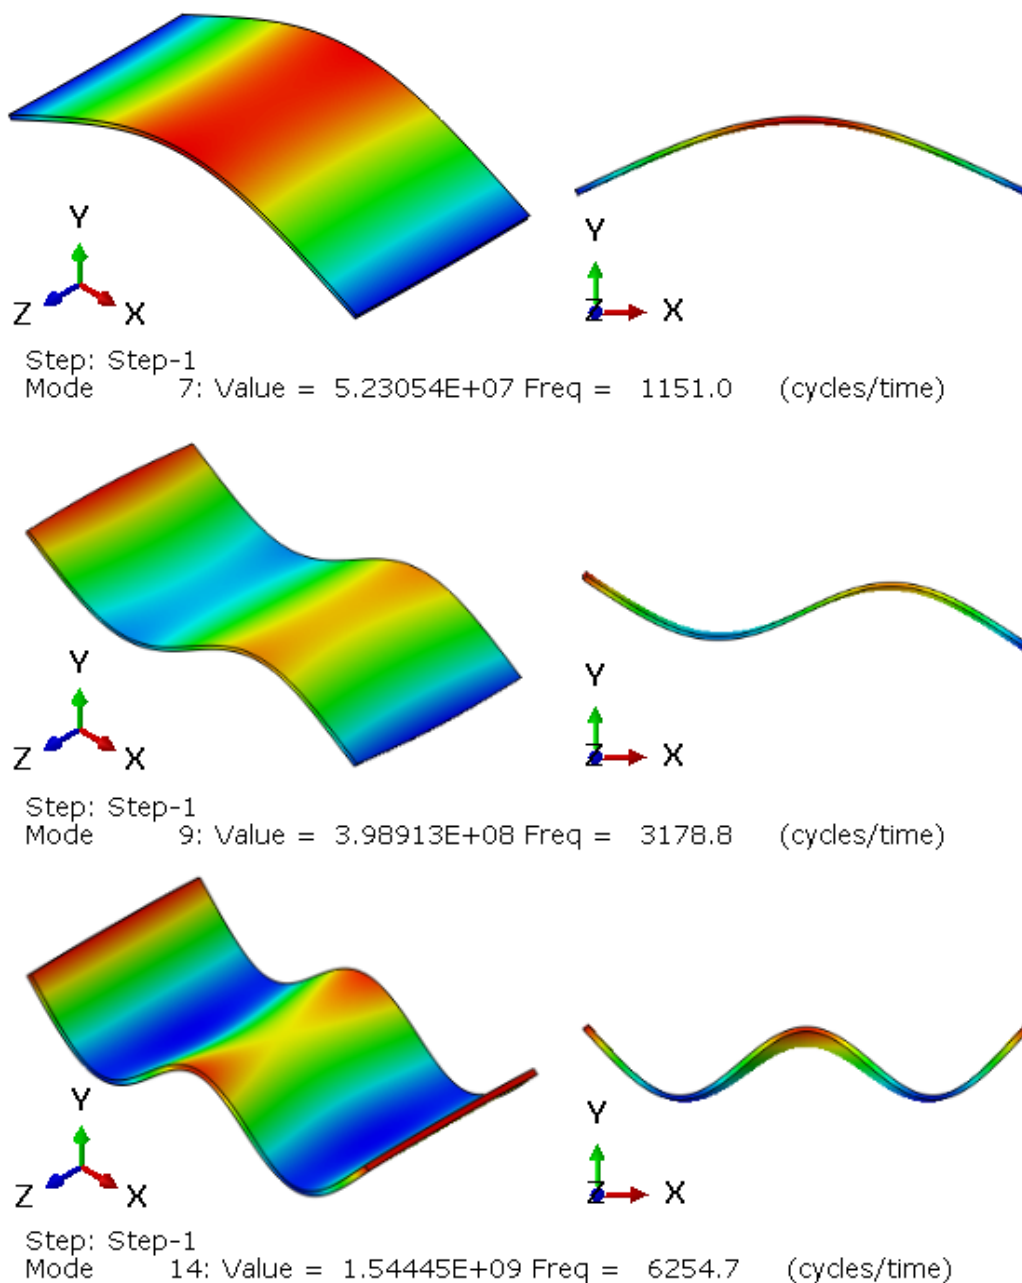 Y
Z X
Y
Z X
Step: Step-1
Mode 7: Value = 5.23054E+07 Freq = 1151.0 (cycles/time)
Y
Z X
Y
Z X
Step: Step-1
Mode 9: Value = 3.98913E+08 Freq = 3178.8 (cycles/time)
Y
Z X
Y
Z X
Step: Step-1
Mode 14: Value = 1.54445E+09 Freq = 6254.7 (cycles/time)